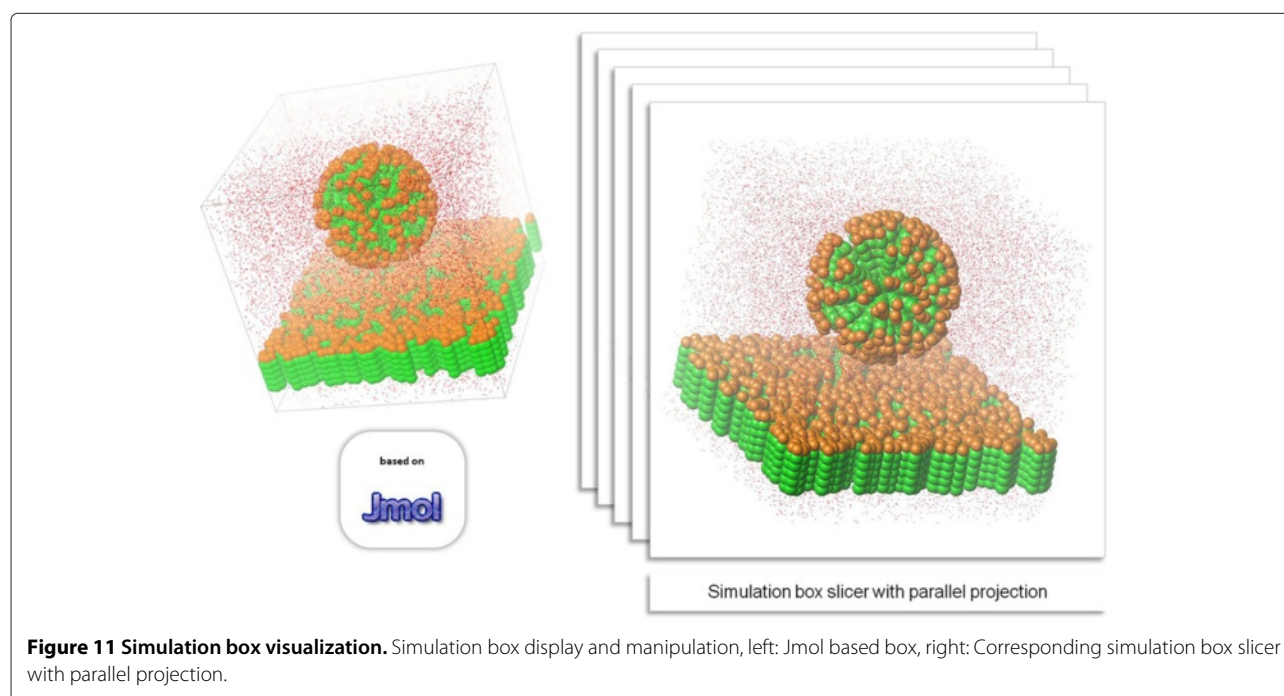 based on
Jmol
Simulation box slicer with parallel projection
Figure 11 Simulation box visualization. Simulation box display and manipulation, left: Jmol based box, right: Corresponding simulation box slicer
with parallel projection.